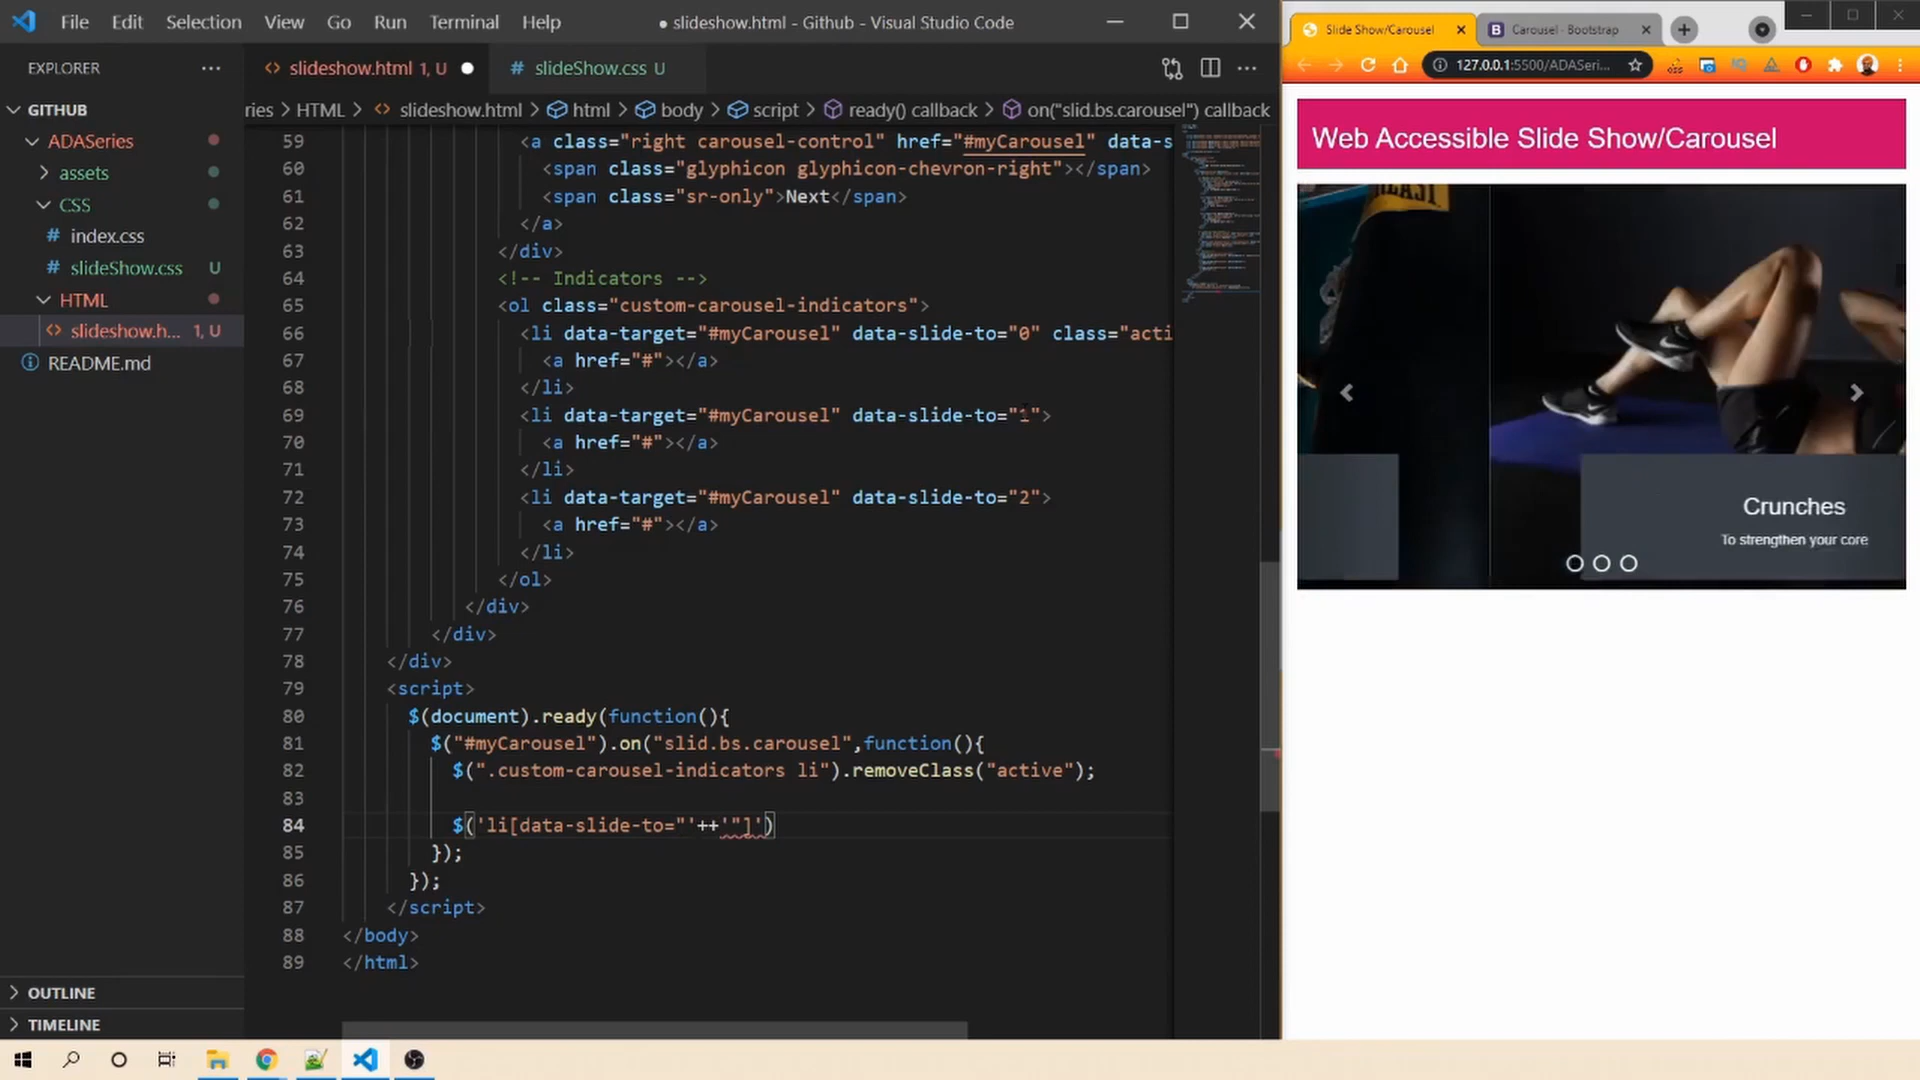 File Edit Selection View Go Run Terminal Help
● slideshow.html - Github - Visual Studio Code
EXPLORER
GITHUB
ADASeries
assets
CSS
# index.css
# slideShow.css U
HTML
<> slideshow.h... 1, U
README.md
OUTLINE
TIMELINE
<> slideshow.html 1, U ●
# slideShow.css U
ries > HTML > <> slideshow.html > html > body > script > ready() callback > on("slid.bs.carousel") callback
59 <a class="right carousel-control" href="#myCarousel" data-s
60 <span class="glyphicon glyphicon-chevron-right"></span>
61 <span class="sr-only">Next</span>
62 </a>
63 </div>
64 <!-- Indicators -->
65 <ol class="custom-carousel-indicators">
66 <li data-target="#myCarousel" data-slide-to="0" class="acti
67 <a href="#"></a>
68 </li>
69 <li data-target="#myCarousel" data-slide-to="1">
70 <a href="#"></a>
71 </li>
72 <li data-target="#myCarousel" data-slide-to="2">
73 <a href="#"></a>
74 </li>
75 </ol>
76 </div>
77 </div>
78 </div>
79 <script>
80 $(document).ready(function(){
81 $("#myCarousel").on("slid.bs.carousel",function(){
82 $(".custom-carousel-indicators li").removeClass("active");
83
84 $('li[data-slide-to="'++'"]')
85 });
86 });
87 </script>
88 </body>
89 </html>
Slide Show/Carousel
B Carousel · Bootstrap
127.0.0.1:5500/ADASeri...
Web Accessible Slide Show/Carousel
Crunches
To strengthen your core